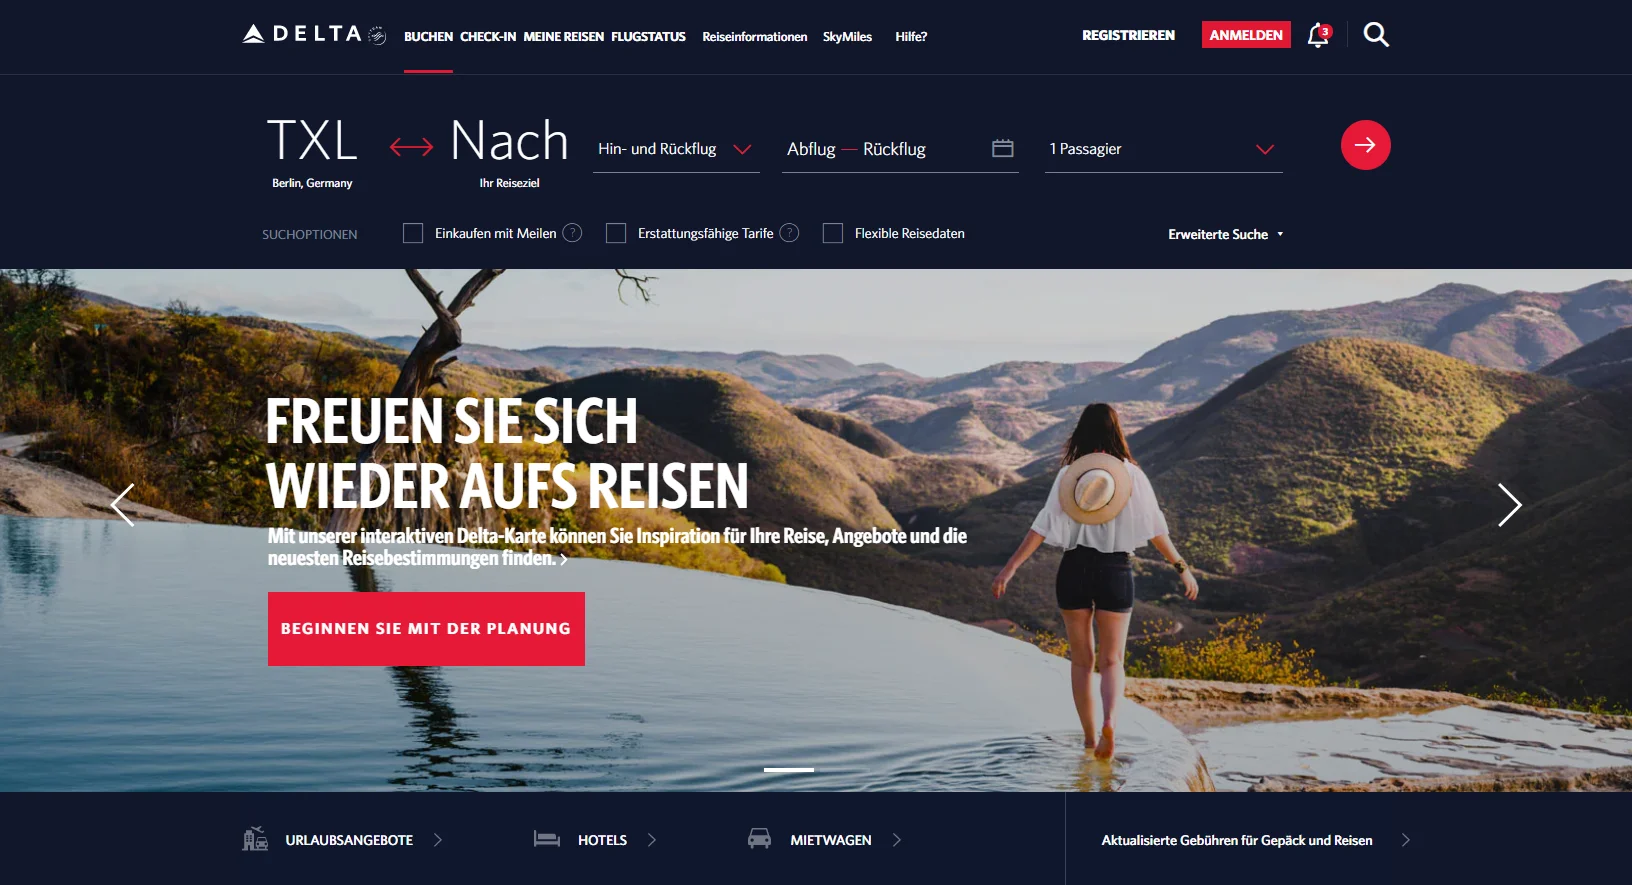 DELTA
BUCHEN CHECK-IN MEINE REISEN FLUGSTATUS Reiseinformationen SkyMiles Hilfe?
REGISTRIEREN ANMELDEN 3
TXL Nach
Berlin, Germany Ihr Reiseziel
Hin- und Rückflug Abflug — Rückflug 1 Passagier
SUCHOPTIONEN Einkaufen mit Meilen ? Erstattungsfähige Tarife ? Flexible Reisedaten Erweiterte Suche
FREUEN SIE SICH
WIEDER AUFS REISEN
Mit unserer interaktiven Delta-Karte können Sie Inspiration für Ihre Reise, Angebote und die
neuesten Reisebestimmungen finden. >
BEGINNEN SIE MIT DER PLANUNG
URLAUBSANGEBOTE HOTELS MIETWAGEN Aktualisierte Gebühren für Gepäck und Reisen